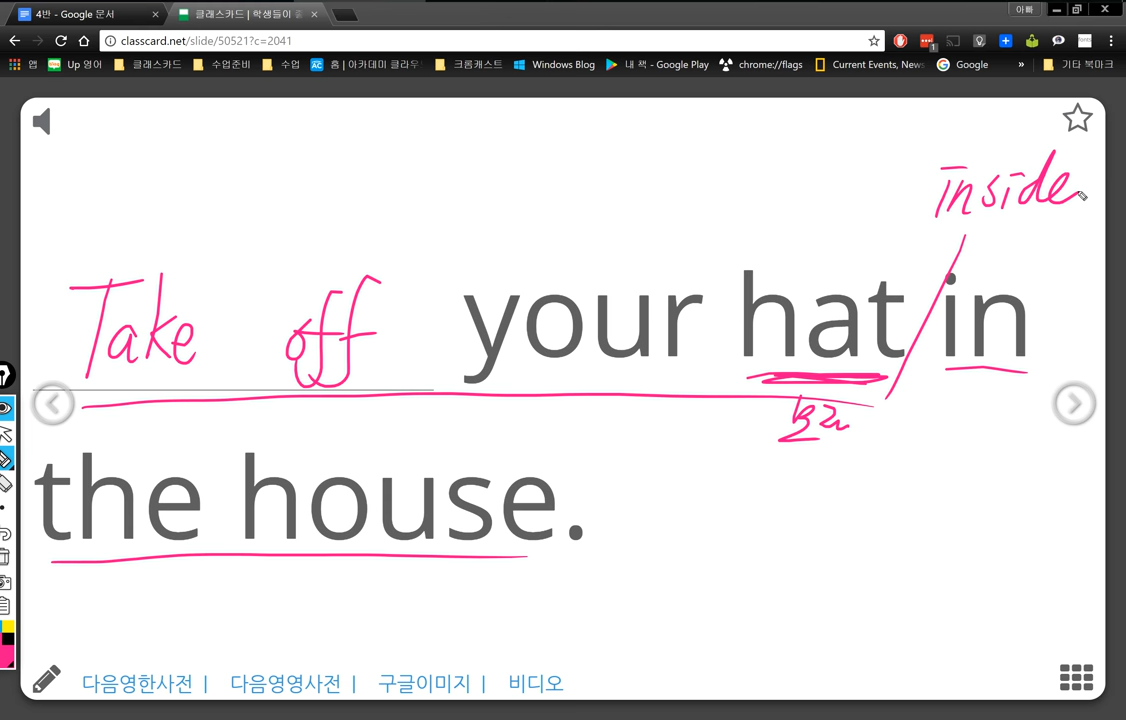 4반 - Google 문서
클래스카드 | 학생들이 좋
아빠
classcard.net/slide/50521?c=2041
1
앱 Up 영어 클래스카드 수업준비 수업 홈 | 아카데미 클라우 크롬캐스트 Windows Blog 내 책 - Google Play chrome://flags Current Events, News Google » 기타 북마크
inside
Take off your hat in
the house.
다음영한사전 | 다음영영사전 | 구글이미지 | 비디오